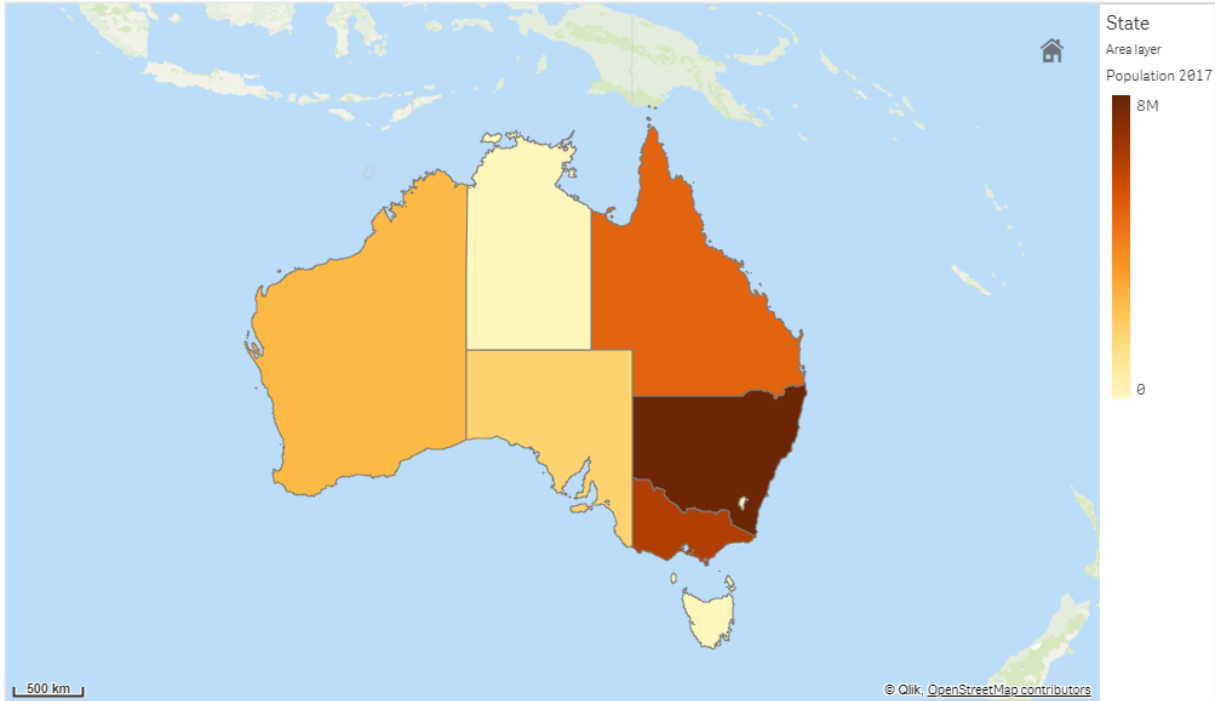 State
Area layer
Population 2017
8M
0
500 km
© Qlik, OpenStreetMap contributors